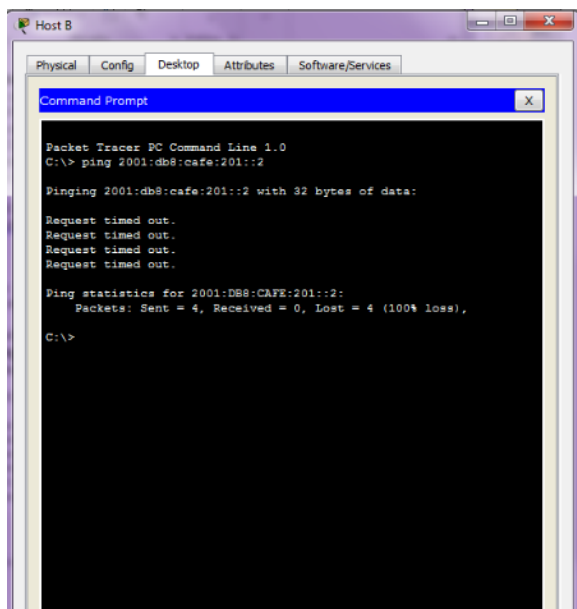 Host B
Physical Config Desktop Attributes Software/Services
Command Prompt X
Packet Tracer PC Command Line 1.0
C:\> ping 2001:db8:cafe:201::2
Pinging 2001:db8:cafe:201::2 with 32 bytes of data:
Request timed out.
Request timed out.
Request timed out.
Request timed out.
Ping statistics for 2001:DB8:CAFE:201::2:
Packets: Sent = 4, Received = 0, Lost = 4 (100% loss),
C:\>